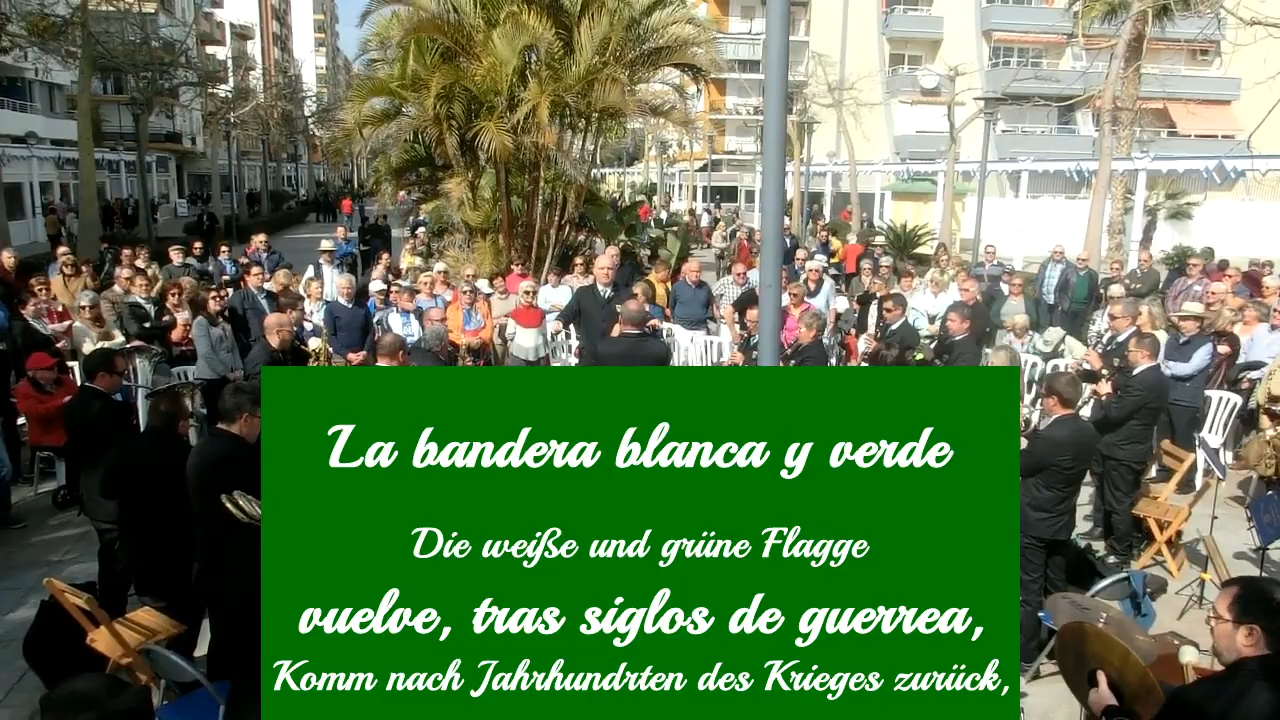 La bandera blanca y verde
Die weiße und grüne Flagge
vuelve, tras siglos de guerrea,
Komm nach Jahrhundrten des Krieges zurück,